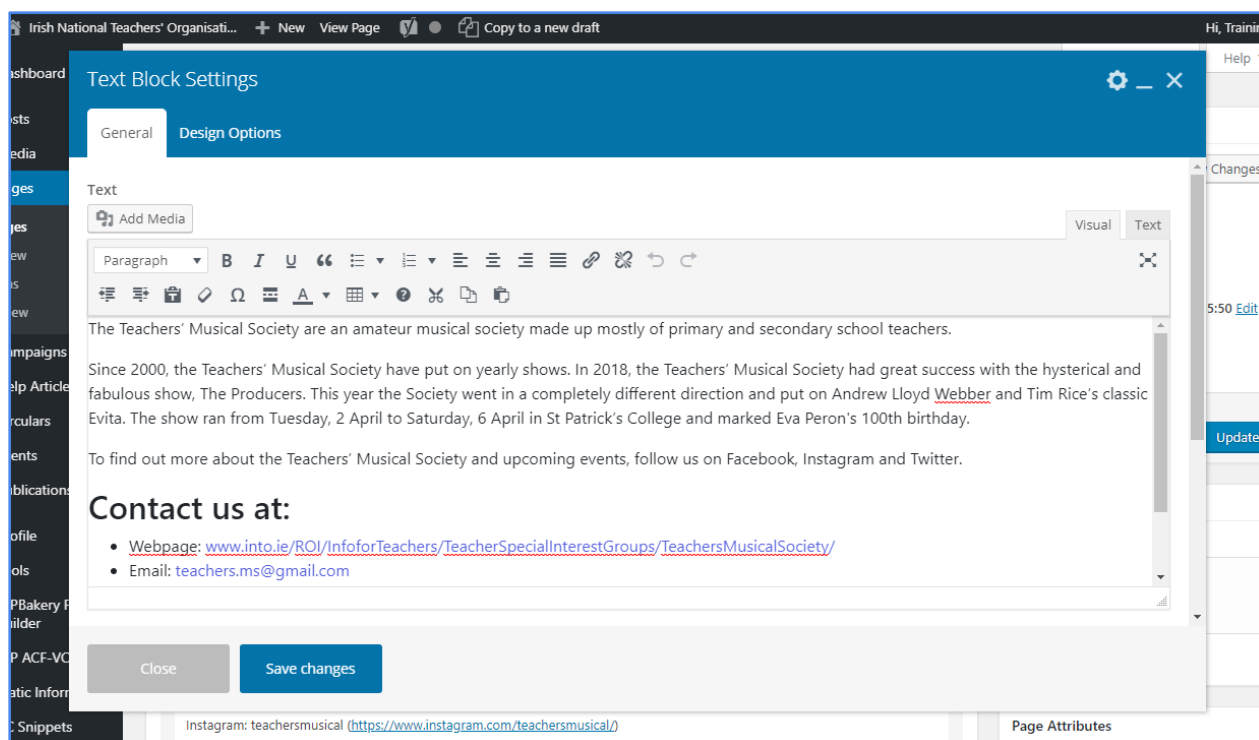 Irish National Teachers' Organisati... New View Page Copy to a new draft Hi, Trainin
ashboard
Text Block Settings
Help
General Design Options
sts
edia
Changes
ges
Text
Add Media
Visual Text
Paragraph B I U
The Teachers’ Musical Society are an amateur musical society made up mostly of primary and secondary school teachers.
5:50 Edit
Since 2000, the Teachers’ Musical Society have put on yearly shows. In 2018, the Teachers’ Musical Society had great success with the hysterical and
fabulous show, The Producers. This year the Society went in a completely different direction and put on Andrew Lloyd Webber and Tim Rice’s classic
Evita. The show ran from Tuesday, 2 April to Saturday, 6 April in St Patrick’s College and marked Eva Peron's 100th birthday.
To find out more about the Teachers’ Musical Society and upcoming events, follow us on Facebook, Instagram and Twitter.
Contact us at:
Webpage: www.into.ie/ROI/InfoforTeachers/TeacherSpecialInterestGroups/TeachersMusicalSociety/
Email: teachers.ms@gmail.com
Close Save changes
ges
ew
s
ew
mpaigns
elp Article
rculars
ents
Update
ublications
ofile
ols
PBakery P
ilder
P ACF-VC
atic Inforr
C Snippets
Instagram: teachersmusical (https://www.instagram.com/teachersmusical/)
Page Attributes